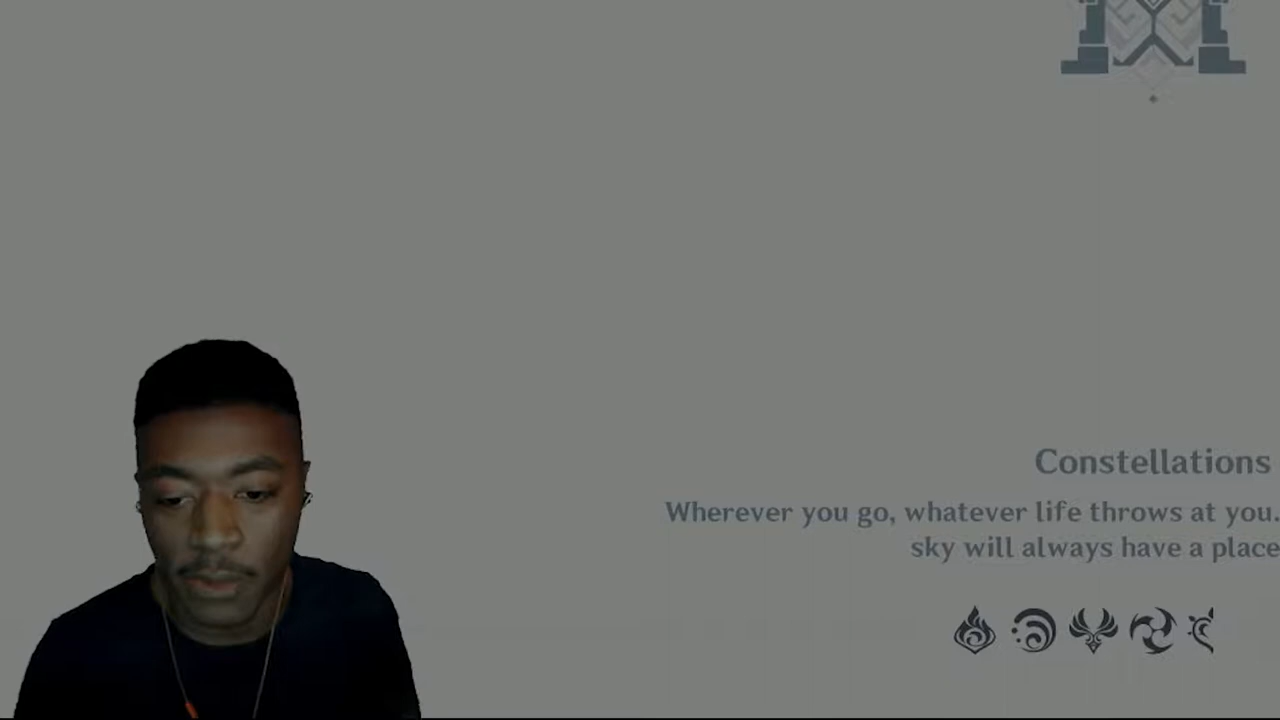 Constellations
Wherever you go, whatever life throws at you.
sky will always have a place